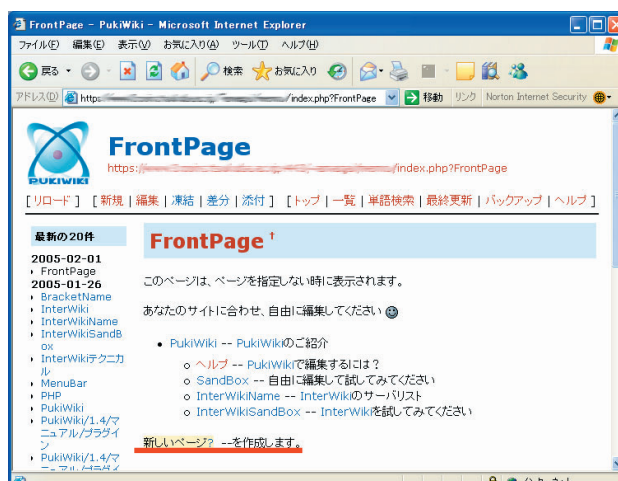 FrontPage - PukiWiki - Microsoft Internet Explorer
ファイル(F) 編集(E) 表示(V) お気に入り(A) ツール(T) ヘルプ(H)
戻る 検索 お気に入り
アドレス(D) https /index.php?FrontPage 移動 リンク Norton Internet Security
PUKIWIKI
FrontPage
https:/ /index.php?FrontPage
[ リロード ] [ 新規 | 編集 | 凍結 | 差分 | 添付 ] [ トップ | 一覧 | 単語検索 | 最終更新 | バックアップ | ヘルプ ]
最新の20件
2005-02-01
FrontPage
2005-01-26
BracketName
InterWiki
InterWikiName
InterWikiSandB
ox
InterWikiテクニカ
ル
MenuBar
PHP
PukiWiki
PukiWiki/1.4/マ
ニュアル/プラグイ
ン
PukiWiki/1.4/マ
ニュアル/プラグイ
FrontPage †
このページは、ページを指定しない時に表示されます。
あなたのサイトに合わせ、自由に編集してください
PukiWiki -- PukiWikiのご紹介
ヘルプ -- PukiWikiで編集するには？
SandBox -- 自由に編集して試してみてください
InterWikiName -- InterWikiのサーバリスト
InterWikiSandBox -- InterWikiを試してみてください
新しいページ? --を作成します。